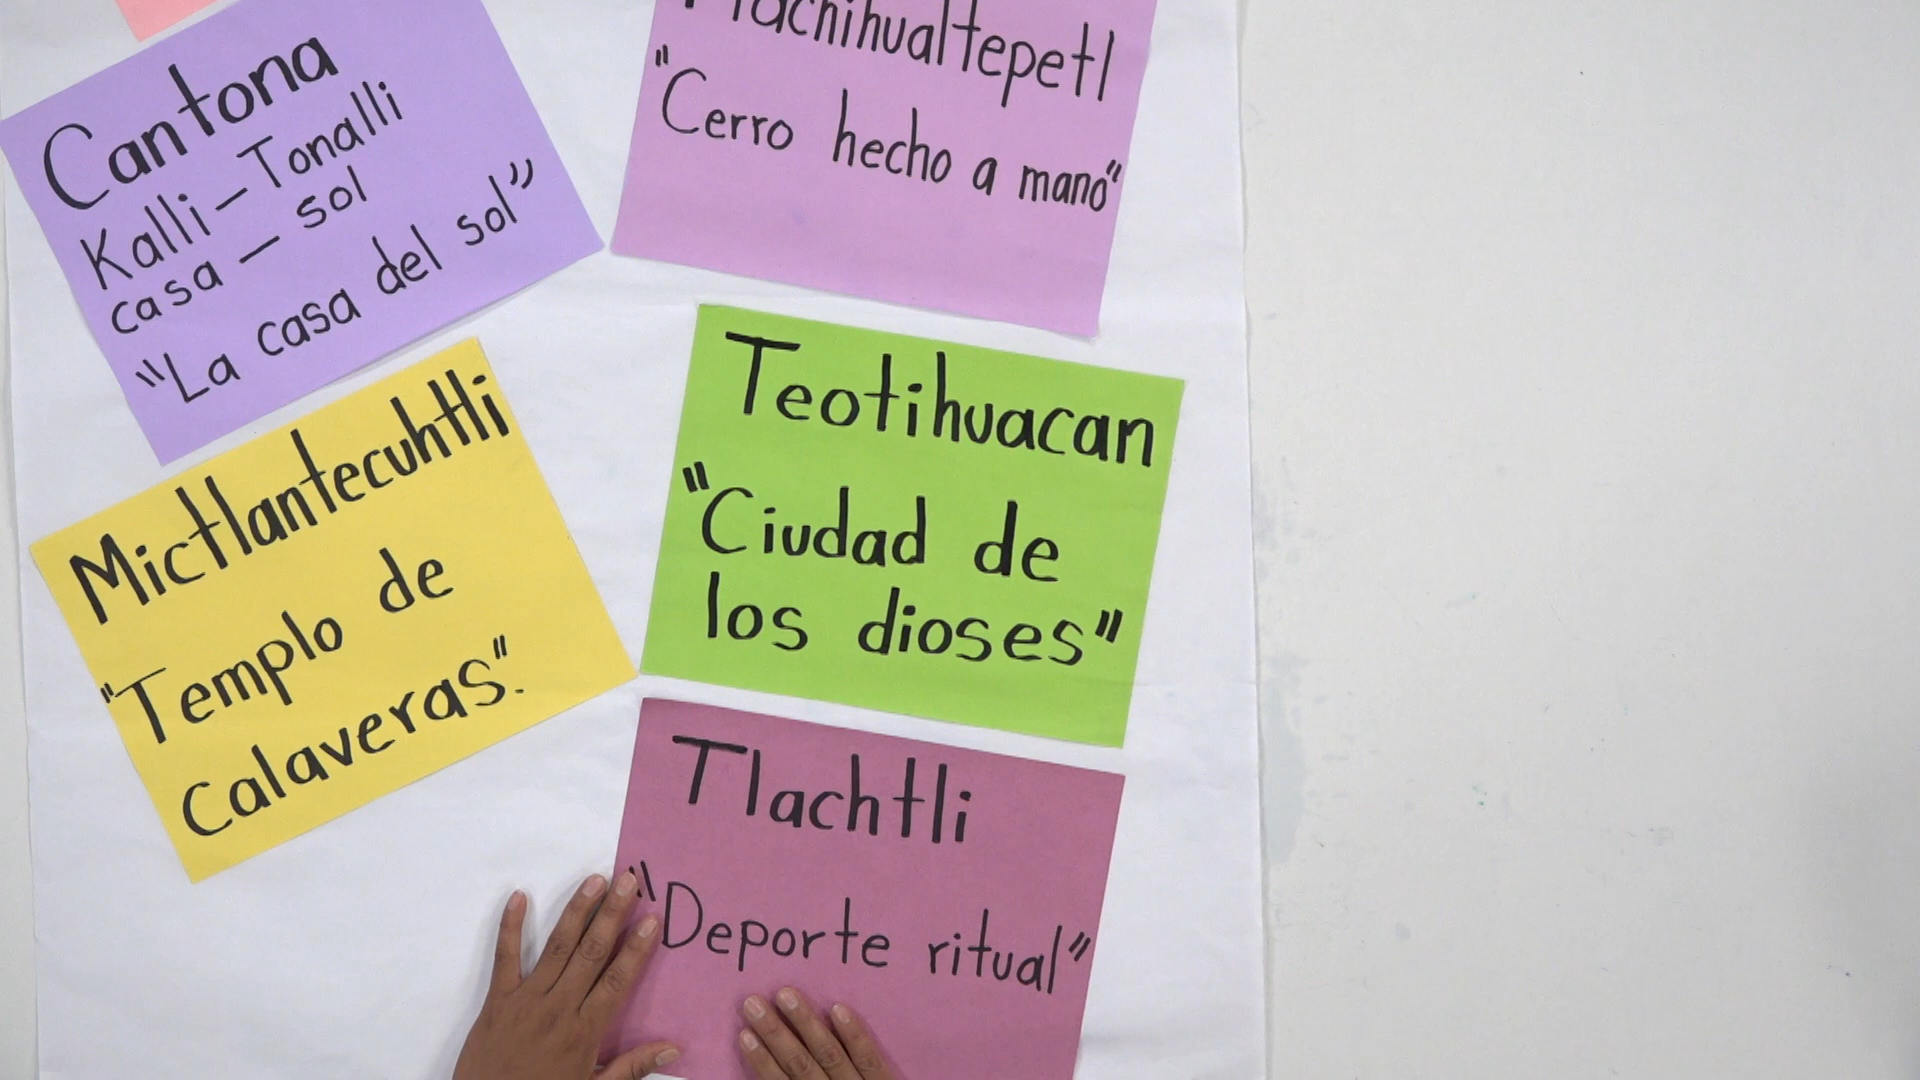 Cantona
Kalli - Tonalli
casa - sol
"La casa del sol"
Mictlantecuhtli
"Templo de
Calaveras".
Tlachihualtepetl
"Cerro hecho a mano"
Teotihuacan
"Ciudad de
los dioses"
Tlachtli
"Deporte ritual"